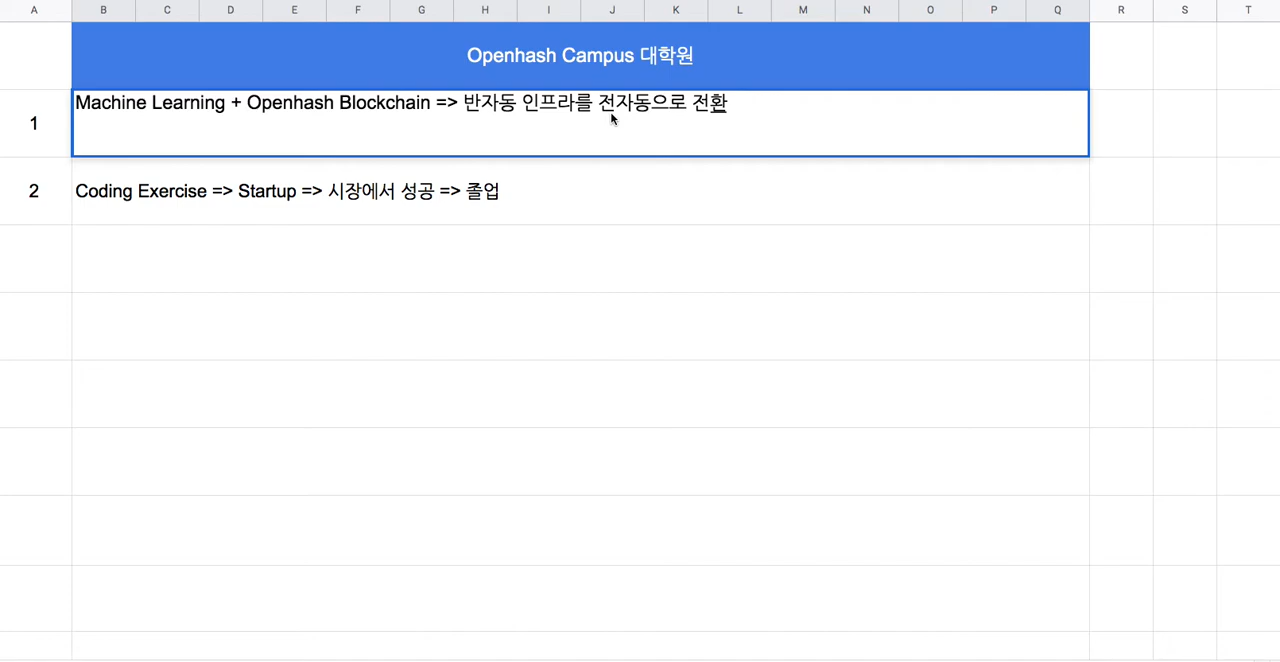 A B C D E F G H I J K L M N O P Q R S T
Openhash Campus 대학원
1 Machine Learning + Openhash Blockchain => 반자동 인프라를 전자동으로 전환
2 Coding Exercise => Startup => 시장에서 성공 => 졸업